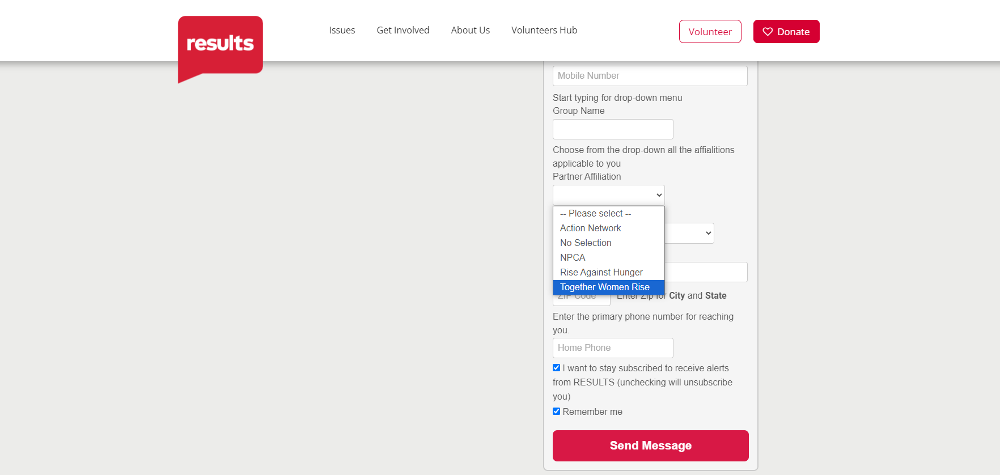 results
Issues
Get Involved
About Us
Volunteers Hub
Volunteer
Donate
Mobile Number
Start typing for drop-down menu
Group Name
Choose from the drop-down all the affialitions
applicable to you
Partner Affiliation
-- Please select --
Action Network
No Selection
NPCA
Rise Against Hunger
Together Women Rise
ZIP Code
Enter Zip for City and State
Enter the primary phone number for reaching
you.
Home Phone
I want to stay subscribed to receive alerts
from RESULTS (unchecking will unsubscribe
you)
Remember me
Send Message